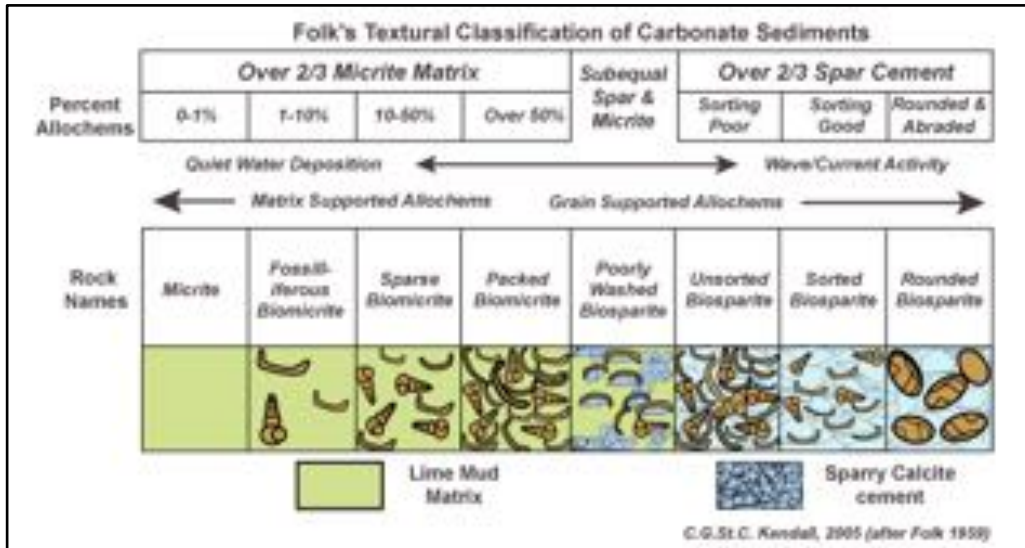 Folk's Textural Classification of Carbonate Sediments
Over 2/3 Micrite Matrix
Subequal
Spar &
Micrite
Over 2/3 Spar Cement
Percent
Allochems
0-1%
1-10%
10-50%
Over 50%
Sorting
Poor
Sorting
Good
Rounded &
Abraded
Quiet Water Deposition
Wave/Current Activity
Matrix Supported Allochems
Grain Supported Allochems
Rock
Names
Micrite
Fossill-
iferous
Biomicrite
Sparse
Biomicrite
Packed
Biomicrite
Poorly
Washed
Biosparite
Unsorted
Biosparite
Sorted
Biosparite
Rounded
Biosparite
Lime Mud
Matrix
Sparry Calcite
cement
C.G.St.C. Kendall, 2005 (after Folk 1959)